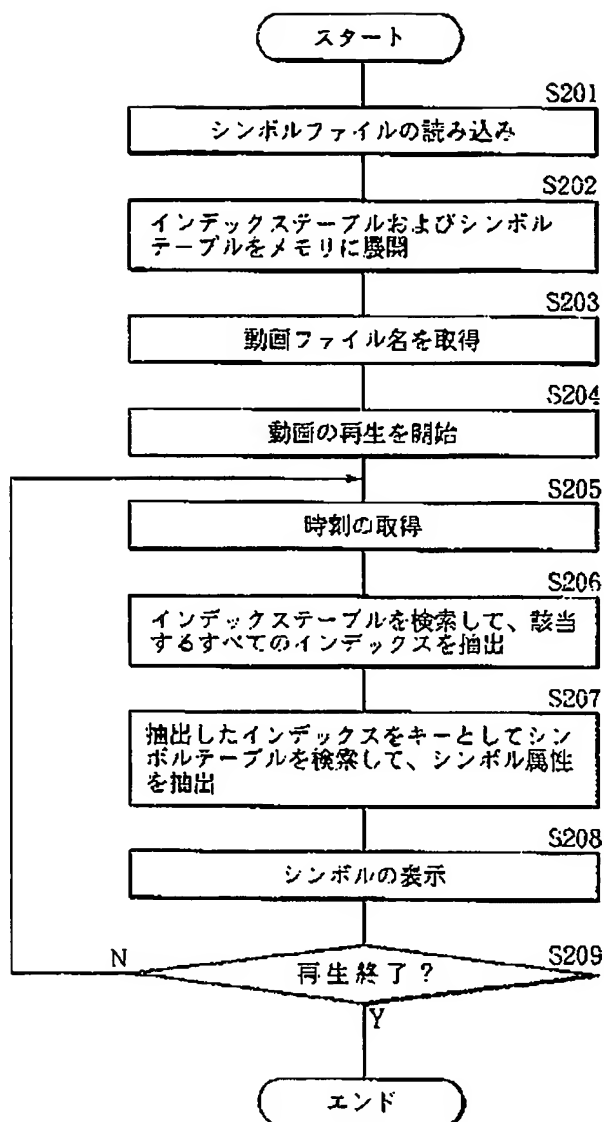 スタート
S201
シンボルファイルの読み込み
S202
インデックステーブルおよびシンボル
テーブルをメモリに展開
S203
動画ファイル名を取得
S204
動画の再生を開始
S205
時刻の取得
S206
インデックステーブルを検索して、該当
するすべてのインデックスを抽出
S207
抽出したインデックスをキーとしてシン
ボルテーブルを検索して、シンボル属性
を抽出
S208
シンボルの表示
S209
N
再生終了?
Y
エンド